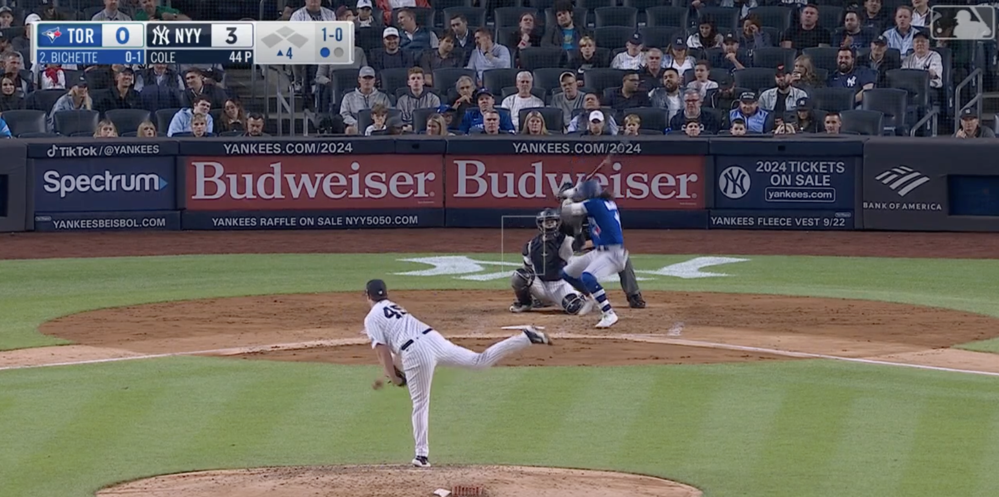 TOR 0 NYY 3 1-0
2. BICHETTE 0-1 COLE 44 P ▲4
TikTok/@YANKEES
YANKEES.COM/2024
YANKEES.COM/2024
Spectrum
Budweiser
Budweiser
NY
2024 TICKETS
ON SALE
yankees.com
BANK OF AMERICA
YANKEESBEISBOL.COM
YANKEES RAFFLE ON SALE NYY5050.COM
YANKEES FLEECE VEST 9/22
45